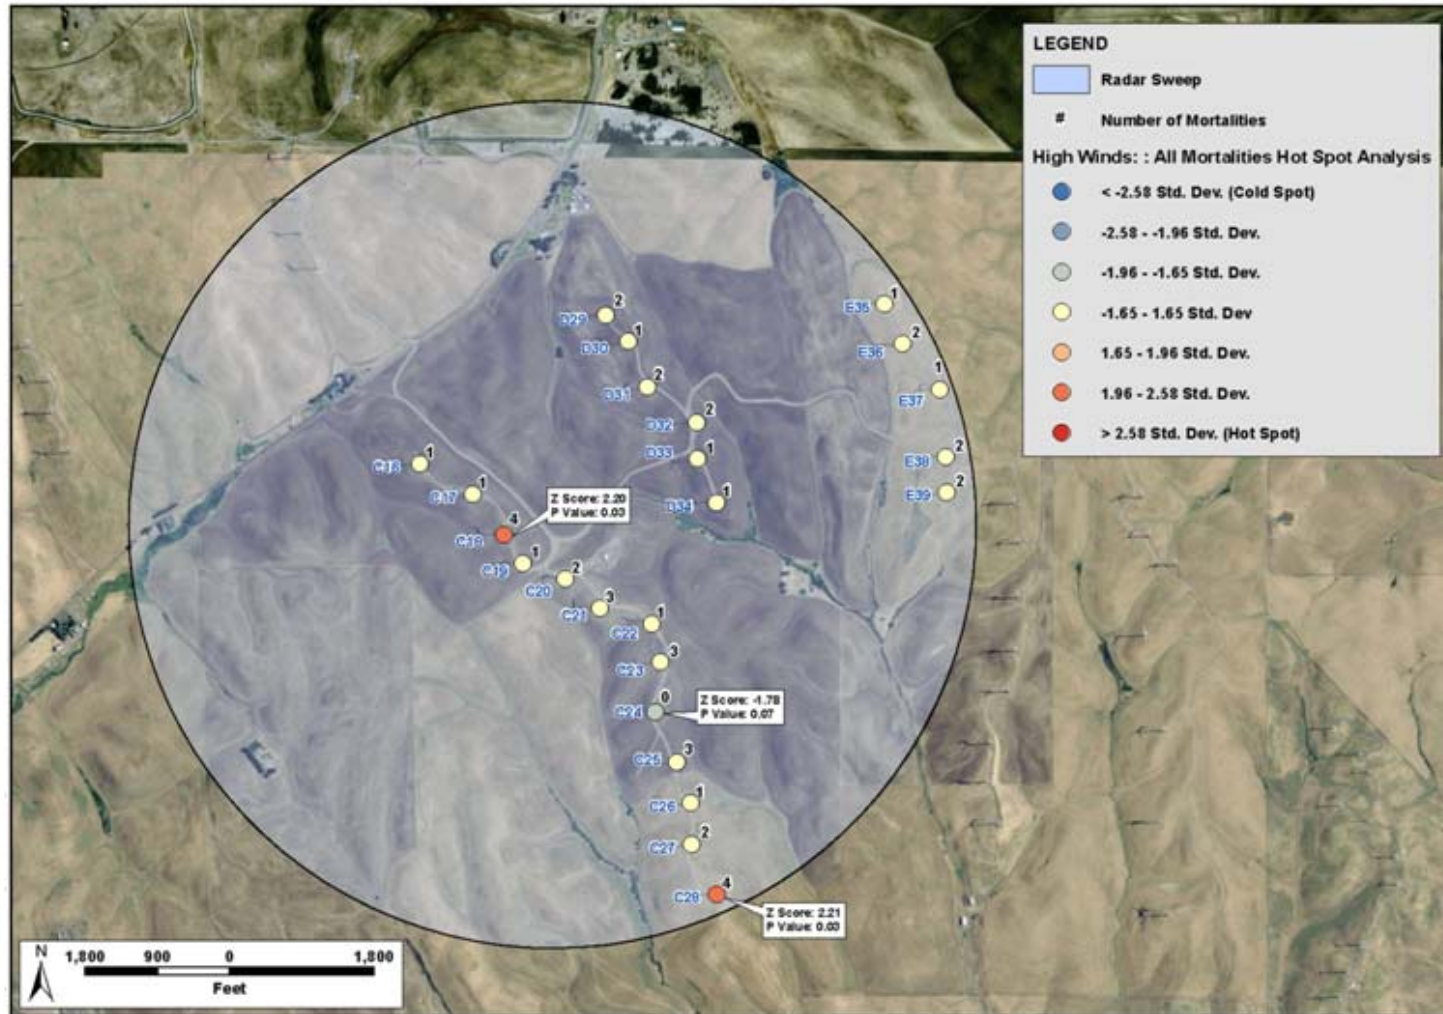 LEGEND
Radar Sweep
# Number of Mortalities
High Winds: : All Mortalities Hot Spot Analysis
< -2.58 Std. Dev. (Cold Spot)
-2.58 - -1.96 Std. Dev.
-1.96 - -1.65 Std. Dev.
-1.65 - 1.65 Std. Dev
1.65 - 1.96 Std. Dev.
1.96 - 2.58 Std. Dev.
> 2.58 Std. Dev. (Hot Spot)
E35 1
D29 2
D30 1
E36 2
D31 2
E37 1
D32 2
D33 1
E38 2
C16 1
C17 1
E39 2
D34 1
Z Score: 2.20
P Value: 0.03
C18 4
C19 1
C20 2
C21 3
C22 1
C23 3
C24 0
Z Score: -1.78
P Value: 0.07
C25 3
C26 1
C27 2
C28 4
Z Score: 2.21
P Value: 0.03
N
1,800 900 0 1,800
Feet